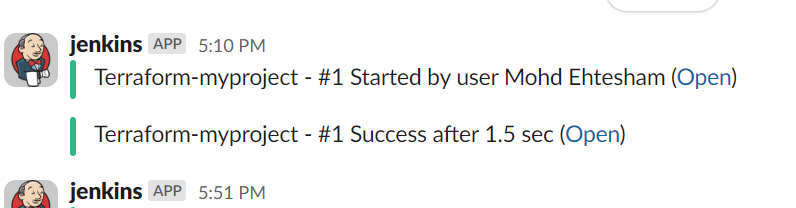 jenkins APP 5:10 PM
Terraform-myproject - #1 Started by user Mohd Ehtesham (Open)
Terraform-myproject - #1 Success after 1.5 sec (Open)
jenkins APP 5:51 PM